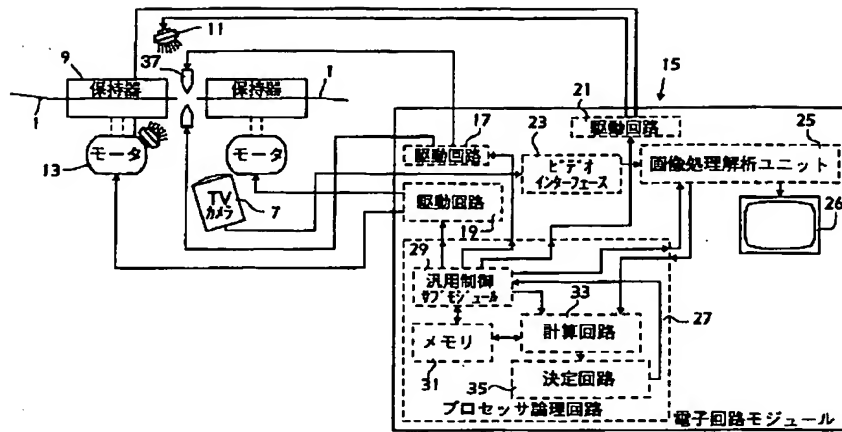 11
9
37
15
保持器
保持器
1
1
21
17
23
25
駆動回路
13
モータ
モータ
駆動回路
ビデオ
インターフェース
画像処理解析ユニット
TV
カメラ
7
駆動回路
19
26
29
汎用制御
サブモジュール
33
27
メモリ
計算回路
31
35
決定回路
プロセッサ論理回路
電子回路モジュール